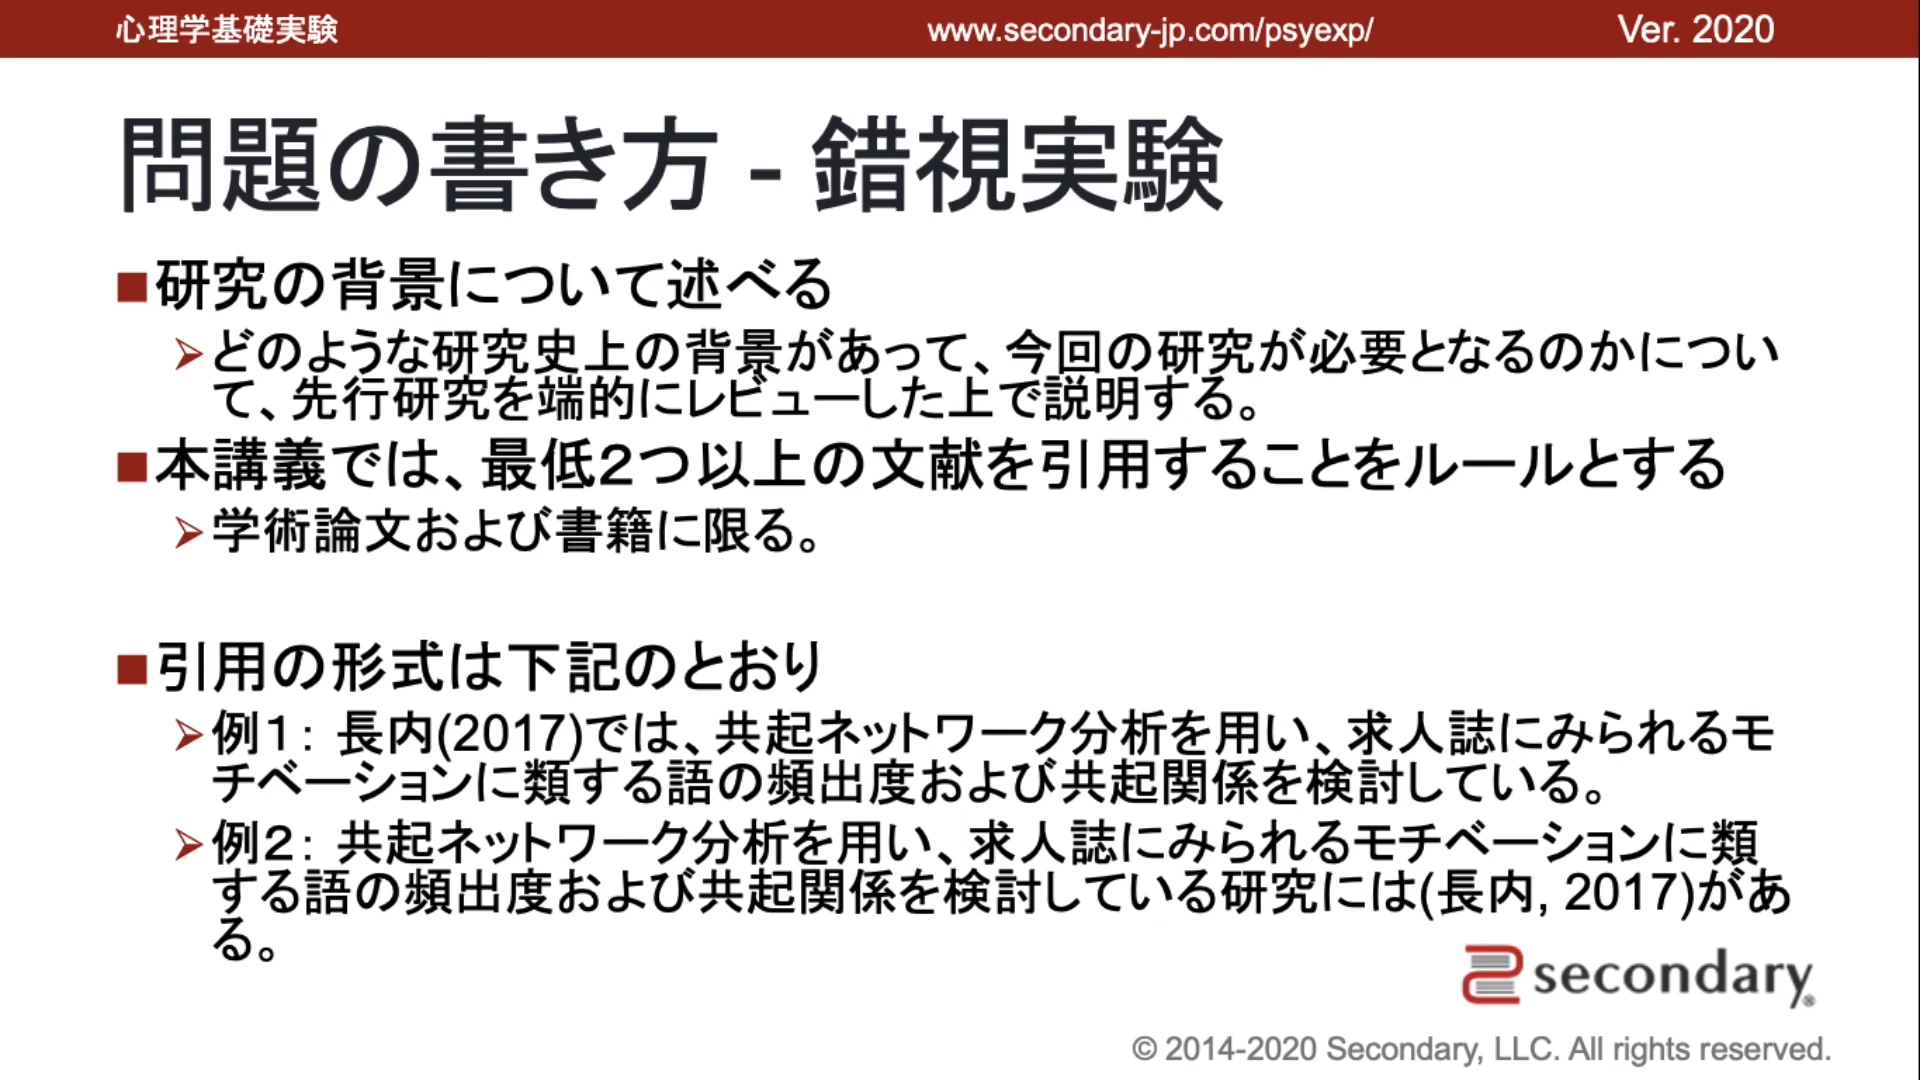 心理学基礎実験 www.secondary-jp.com/psyexp/ Ver. 2020
問題の書き方 - 錯視実験
■研究の背景について述べる
➢どのような研究史上の背景があって、今回の研究が必要となるのかについ
て、先行研究を端的にレビューした上で説明する。
■本講義では、最低２つ以上の文献を引用することをルールとする
➢学術論文および書籍に限る。
■引用の形式は下記のとおり
➢例１： 長内(2017)では、共起ネットワーク分析を用い、求人誌にみられるモ
チベーションに類する語の頻出度および共起関係を検討している。
➢例２： 共起ネットワーク分析を用い、求人誌にみられるモチベーションに類
する語の頻出度および共起関係を検討している研究には(長内, 2017)があ
る。
secondary®
© 2014-2020 Secondary, LLC. All rights reserved.